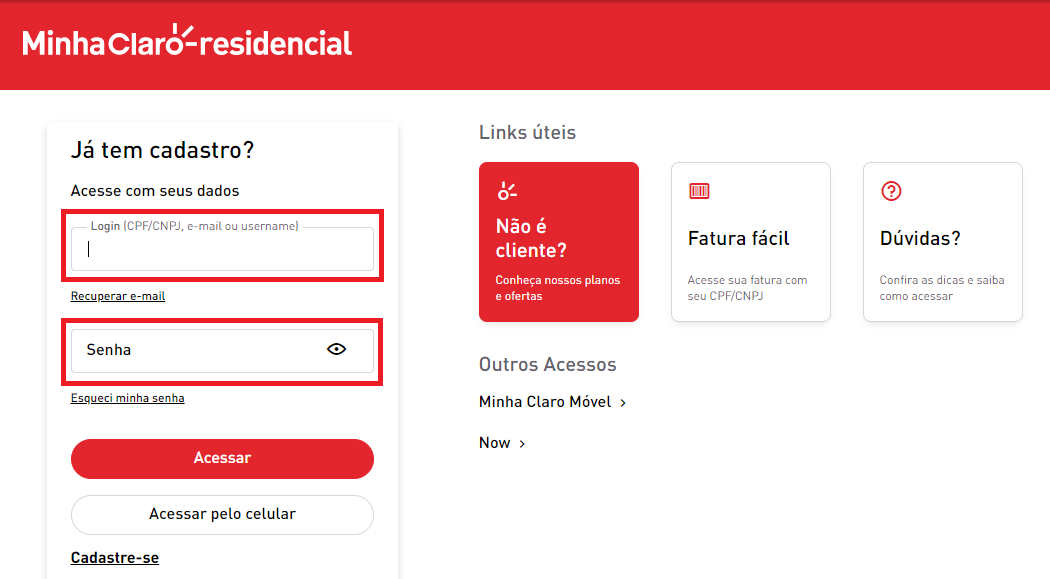 MinhaClaro-residencial
Já tem cadastro?
Acesse com seus dados
Login (CPF/CNPJ, e-mail ou username)
Recuperar e-mail
Senha
Esqueci minha senha
Acessar
Acessar pelo celular
Cadastre-se
Links úteis
Não é
cliente?
Conheça nossos planos
e ofertas
Fatura fácil
Acesse sua fatura com
seu CPF/CNPJ
Dúvidas?
Confira as dicas e saiba
como acessar
Outros Acessos
Minha Claro Móvel >
Now >